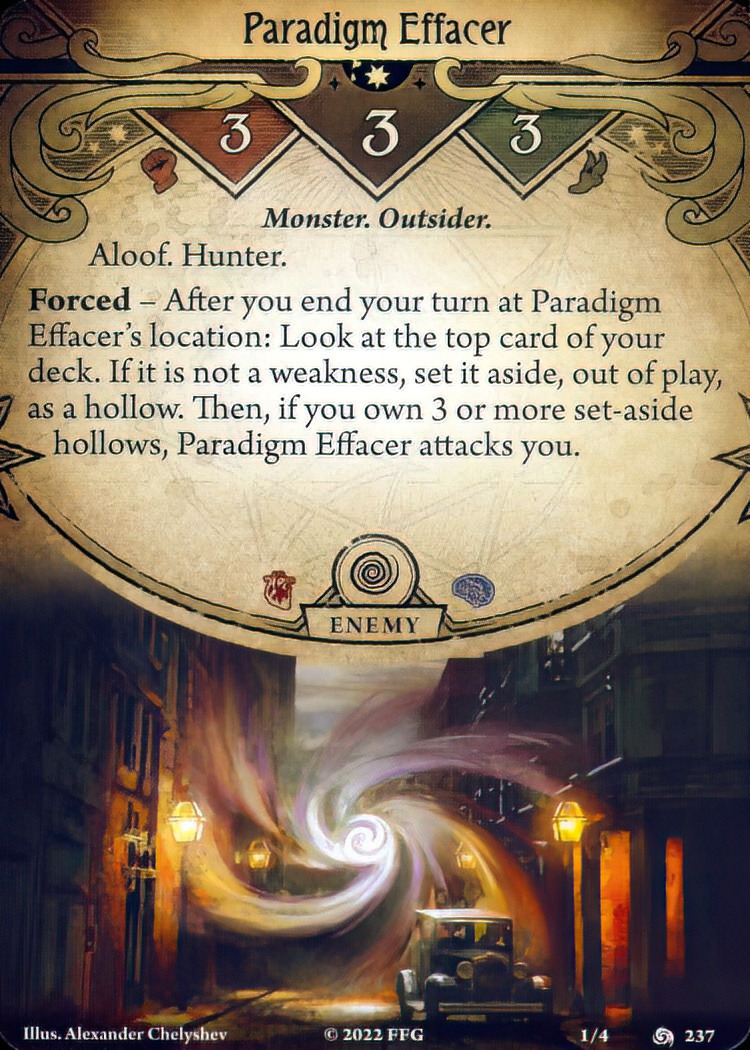 Paradigm Effacer
3 3 3
Monster. Outsider.
Aloof. Hunter.
Forced – After you end your turn at Paradigm
Effacer's location: Look at the top card of your
deck. If it is not a weakness, set it aside, out of play,
as a hollow. Then, if you own 3 or more set-aside
hollows, Paradigm Effacer attacks you.
ENEMY
Illus. Alexander Chelyshev © 2022 FFG 1/4 237